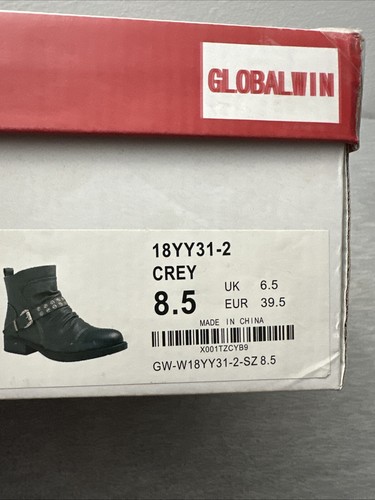 GLOBALWIN
18YY31-2
CREY
8.5 UK 6.5
EUR 39.5
MADE IN CHINA
X001TZCYB9
GW-W18YY31-2-SZ 8.5